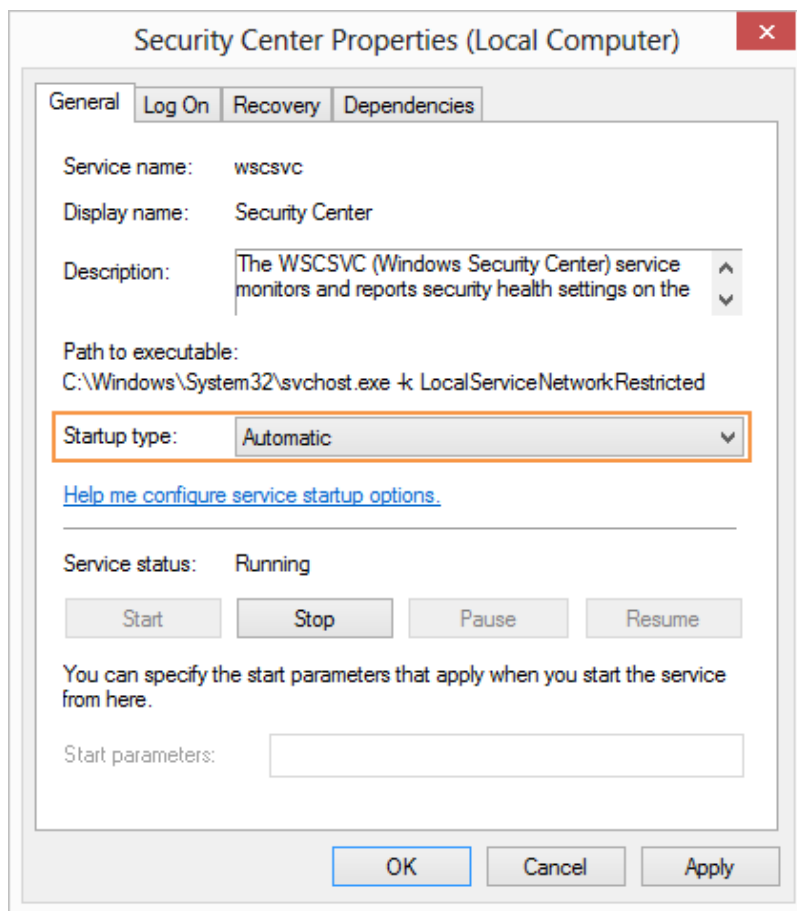 Security Center Properties (Local Computer)
General Log On Recovery Dependencies
Service name: wscsvc
Display name: Security Center
Description: The WSCSVC (Windows Security Center) service
monitors and reports security health settings on the
Path to executable:
C:\Windows\System32\svchost.exe -k LocalServiceNetworkRestricted
Startup type: Automatic
Help me configure service startup options.
Service status: Running
Start Stop Pause Resume
You can specify the start parameters that apply when you start the service
from here.
Start parameters:
OK Cancel Apply